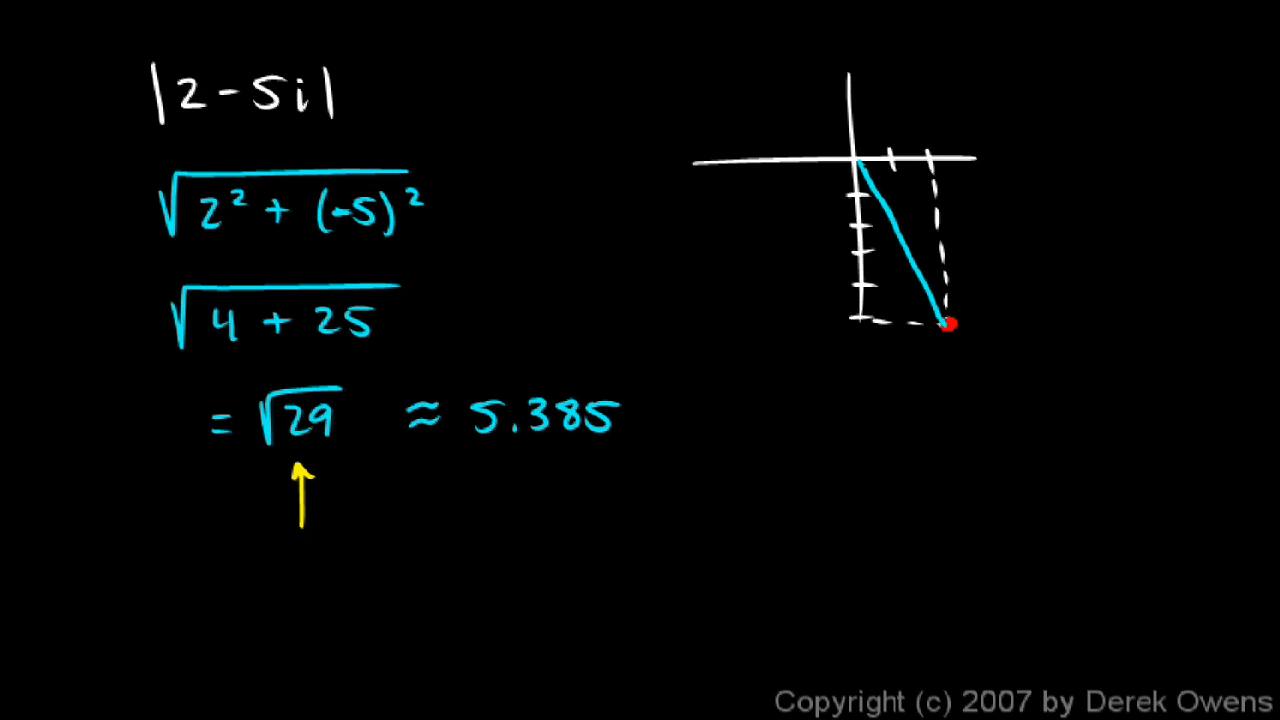 |2 - 5i|
√(2² + (-5)²)
√(4 + 25)
= √29 ≈ 5.385
Copyright (c) 2007 by Derek Owens